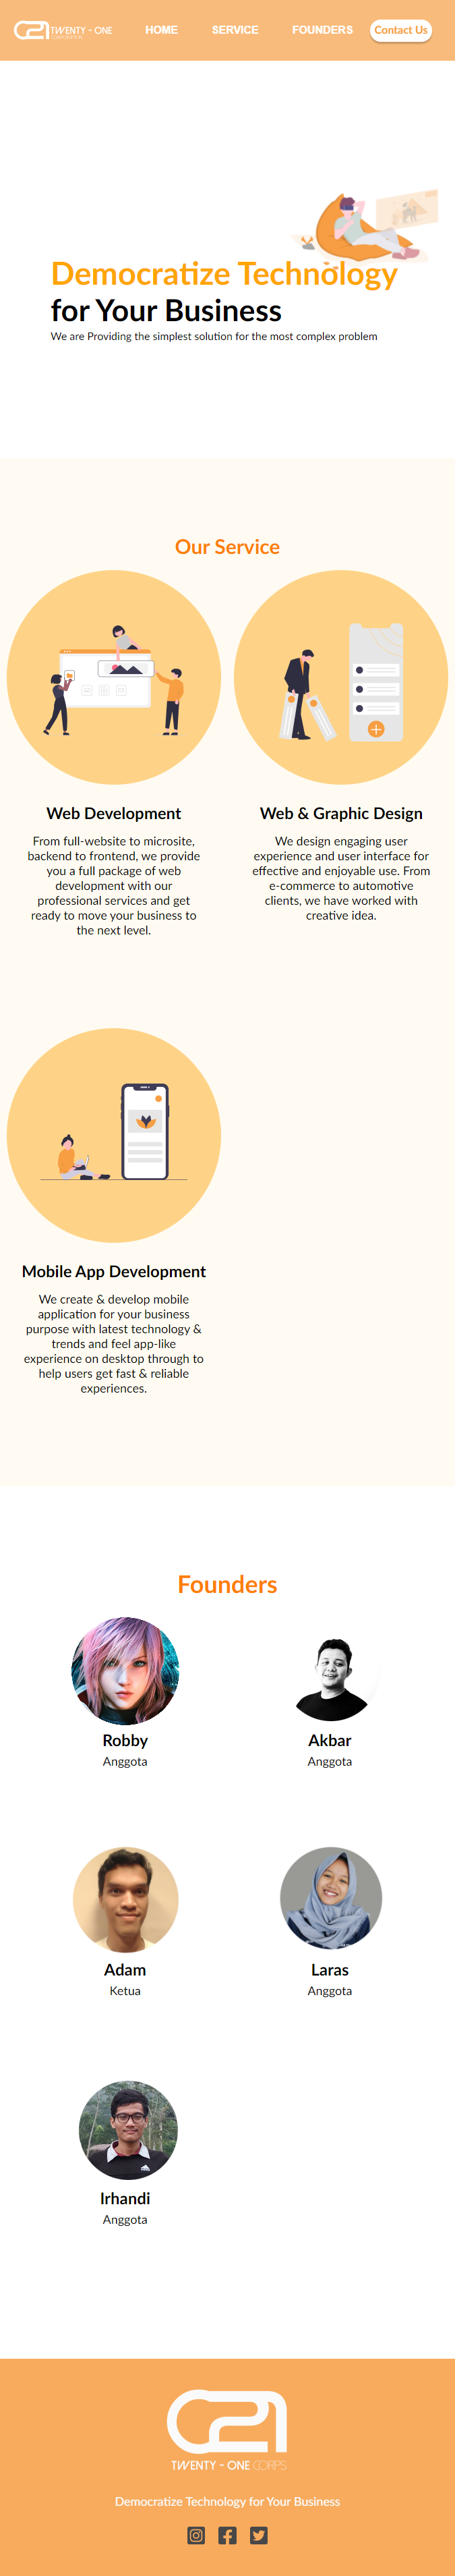 C21 TWENTY - ONE
CORPORATION
HOME
SERVICE
FOUNDERS
Contact Us
Democratize Technology
for Your Business
We are Providing the simplest solution for the most complex problem
Our Service
Web Development
From full-website to microsite,
backend to frontend, we provide
you a full package of web
development with our
professional services and get
ready to move your business to
the next level.
Web & Graphic Design
We design engaging user
experience and user interface for
effective and enjoyable use. From
e-commerce to automotive
clients, we have worked with
creative idea.
Mobile App Development
We create & develop mobile
application for your business
purpose with latest technology &
trends and feel app-like
experience on desktop through to
help users get fast & reliable
experiences.
Founders
Robby
Anggota
Akbar
Anggota
Adam
Ketua
Laras
Anggota
Irhandi
Anggota
C21
TWENTY - ONE CORPS
Democratize Technology for Your Business